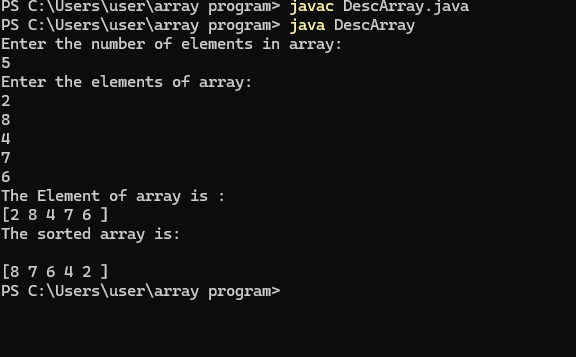 PS C:\Users\user\array program> javac DescArray.java
PS C:\Users\user\array program> java DescArray
Enter the number of elements in array:
5
Enter the elements of array:
2
8
4
7
6
The Element of array is :
[2 8 4 7 6 ]
The sorted array is:

[8 7 6 4 2 ]
PS C:\Users\user\array program>